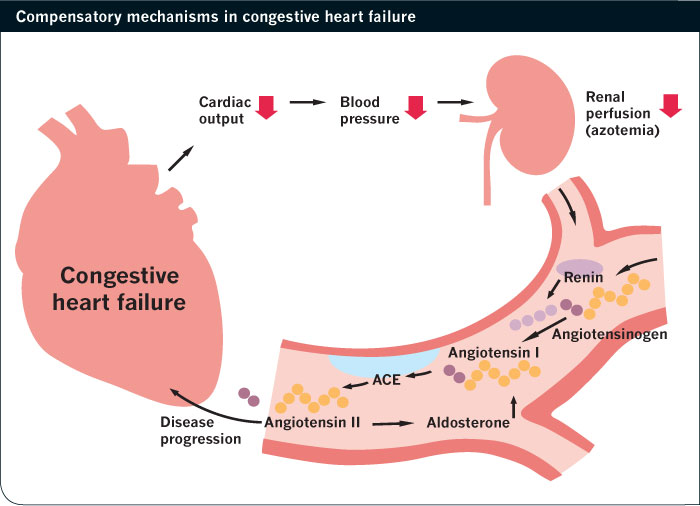 Compensatory mechanisms in congestive heart failure
Cardiac
output
Blood
pressure
Renal
perfusion
(azotemia)
Congestive
heart failure
Renin
Angiotensinogen
Angiotensin I
ACE
Disease
progression
Angiotensin II
Aldosterone